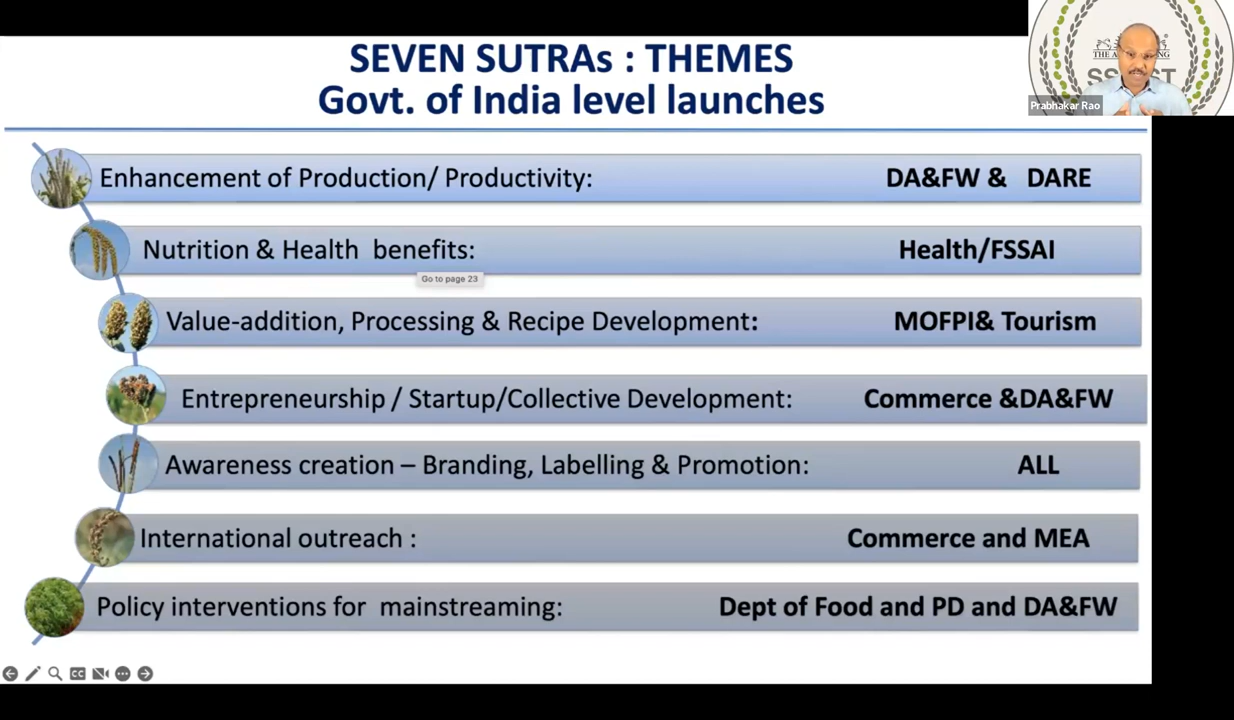 SEVEN SUTRAs : THEMES
Govt. of India level launches
Prabhakar Rao
Enhancement of Production/ Productivity: DA&FW & DARE
Nutrition & Health benefits: Health/FSSAI
Go to page 23
Value-addition, Processing & Recipe Development: MOFPI& Tourism
Entrepreneurship / Startup/Collective Development: Commerce &DA&FW
Awareness creation – Branding, Labelling & Promotion: ALL
International outreach : Commerce and MEA
Policy interventions for mainstreaming: Dept of Food and PD and DA&FW
CC